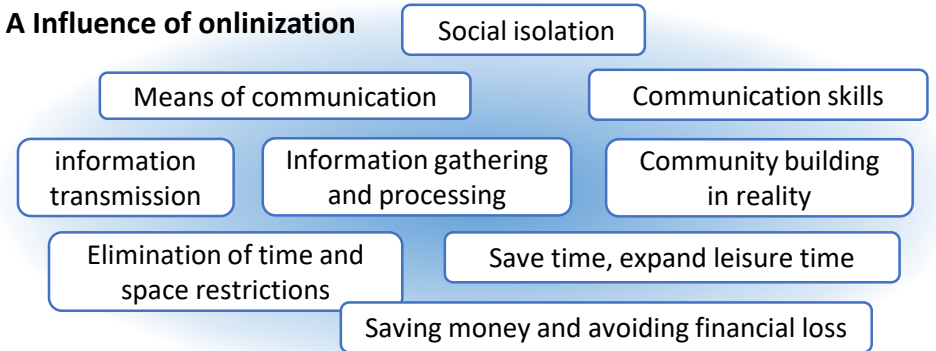 A Influence of onlinization
Social isolation
Means of communication
Communication skills
information
transmission
Information gathering
and processing
Community building
in reality
Elimination of time and
space restrictions
Save time, expand leisure time
Saving money and avoiding financial loss